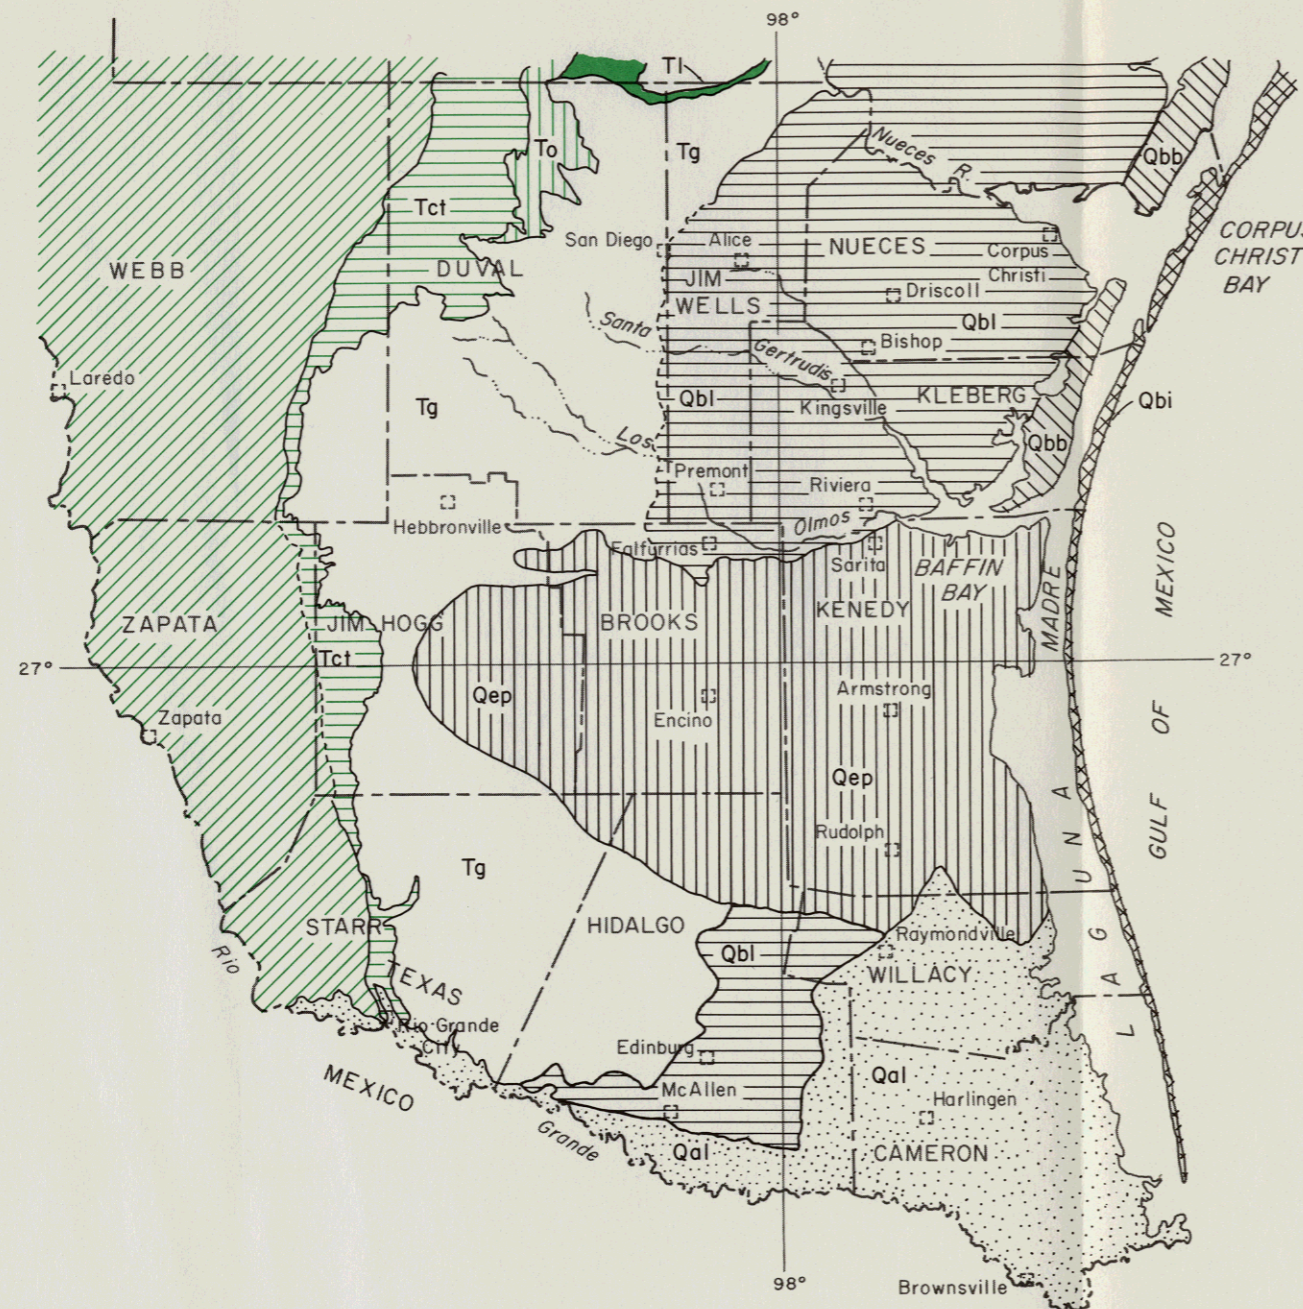 98°
Tl
To
Tg
Nueces
R.
Qbb
Tct
San Diego
Alice
NUECES
Corpus
Christi
CORPUS
CHRIST
BAY
WEBB
DUVAL
JIM
WELLS
Driscoll
Qbl
Santa
Gertrudis
Bishop
Laredo
Tg
Qbl
Kingsville
KLEBERG
Qbi
Los
Qbb
Premont
Riviera
Hebbronville
Olmos
Falfurrias
Sarita
BAFFIN
BAY
MADRE
MEXICO
ZAPATA
JIM HOGG
BROOKS
KENEDY
27°
Tct
27°
Qep
Armstrong
Zapata
Encino
OF
Qep
Rudolph
GULF
Tg
LAGUNA
STARR
HIDALGO
Raymondville
Rio
Qbl
WILLACY
TEXAS
Rio Grande
City
Edinburg
MEXICO
McAllen
Qal
Harlingen
Grande
Qal
CAMERON
98°
Brownsville